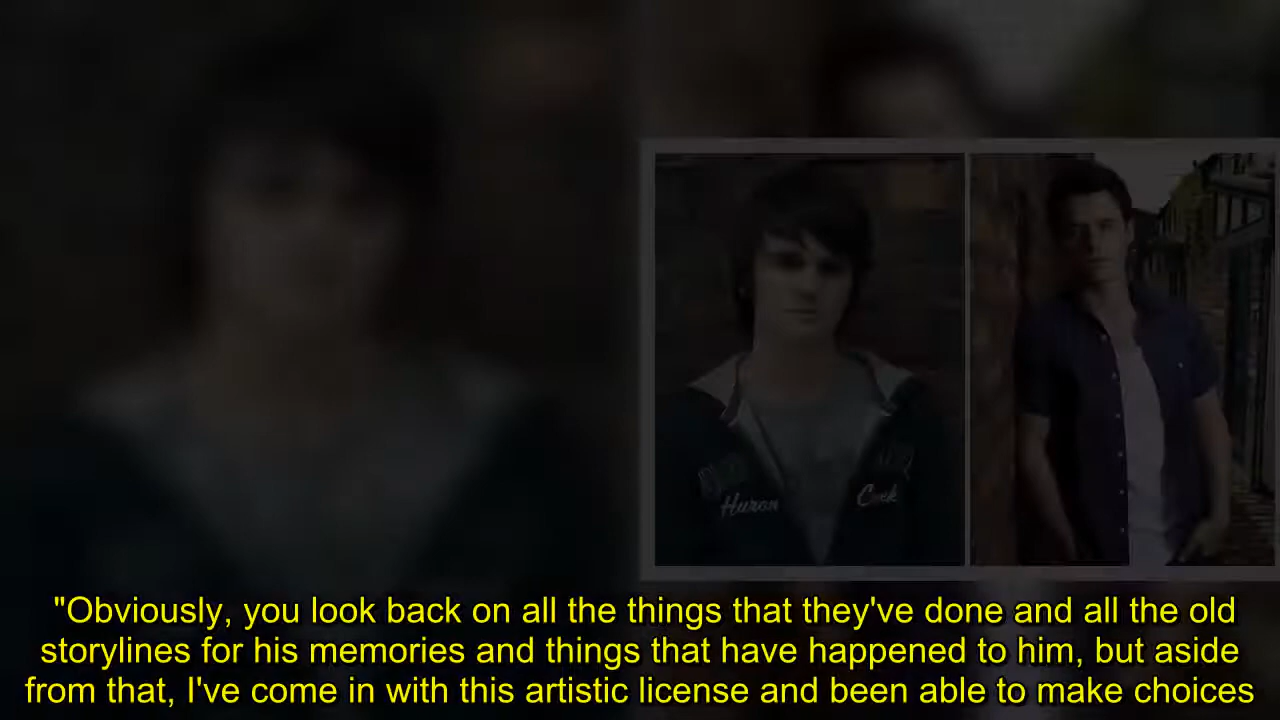 Huron
"Obviously, you look back on all the things that they've done and all the old
storylines for his memories and things that have happened to him, but aside
from that, I've come in with this artistic license and been able to make choices